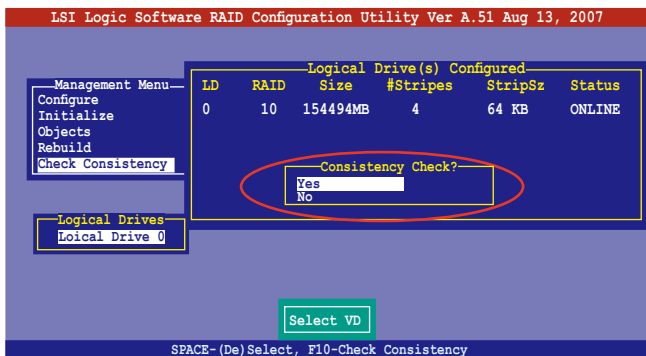 LSI Logic Software RAID Configuration Utility Ver A.51 Aug 13, 2007
Logical Drive(s) Configured
LD RAID Size #Stripes StripSz Status
0 10 154494MB 4 64 KB ONLINE
Management Menu
Configure
Initialize
Objects
Rebuild
Check Consistency
Consistency Check?
Yes
No
Logical Drives
Loical Drive 0
Select VD
SPACE-(De)Select, F10-Check Consistency